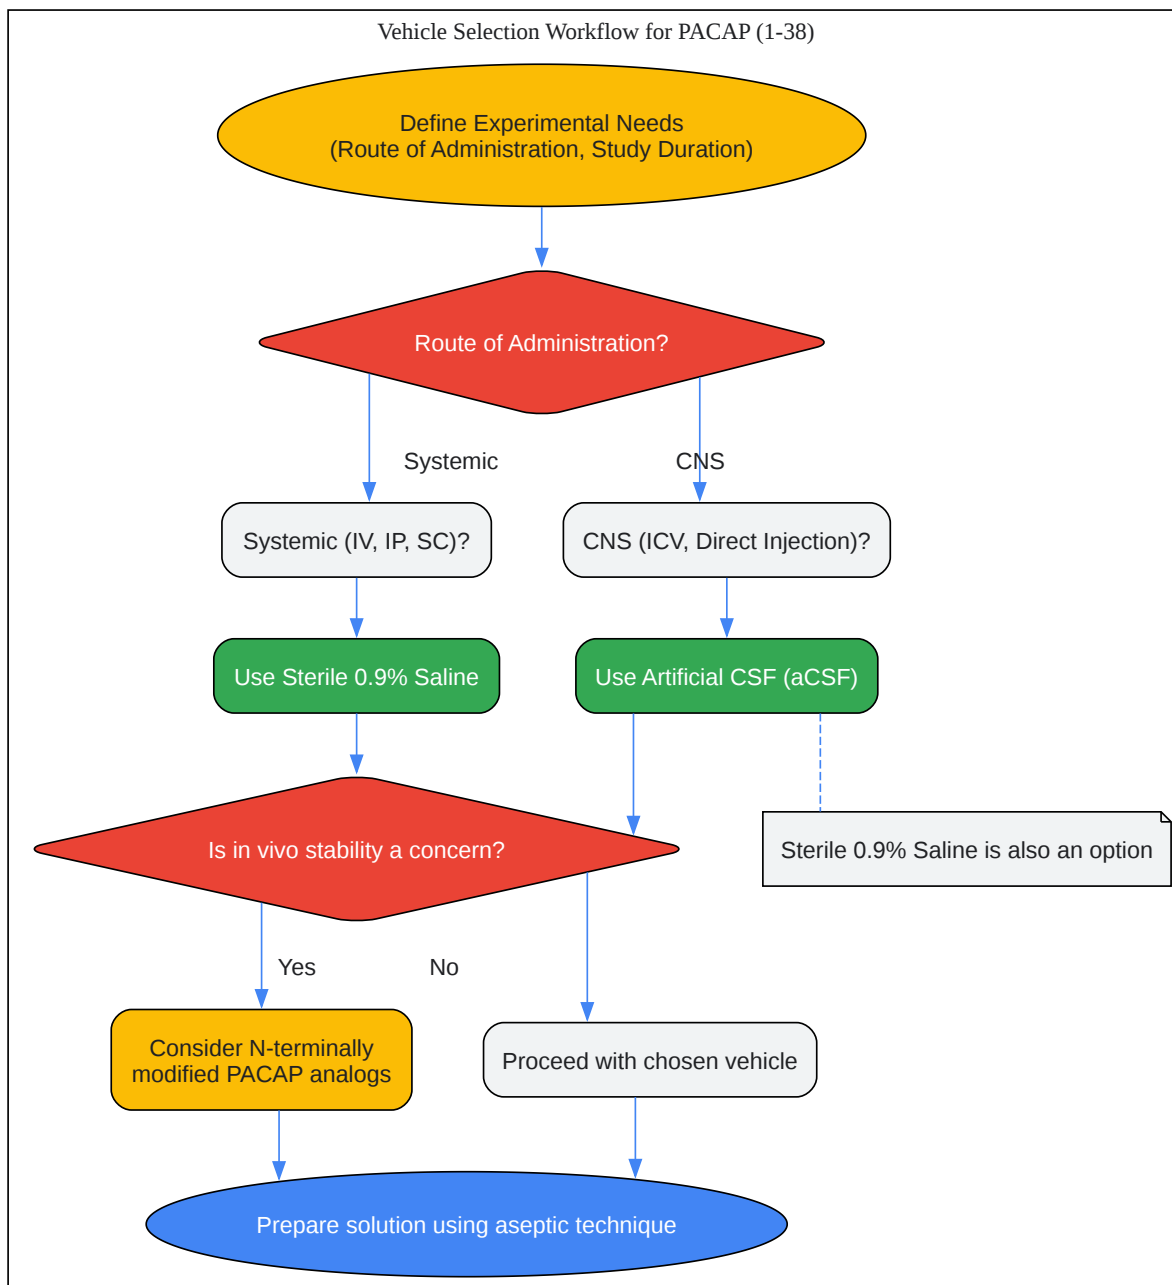 Vehicle Selection Workflow for PACAP (1-38)
Define Experimental Needs
(Route of Administration, Study Duration)
Route of Administration?
Systemic
CNS
Systemic (IV, IP, SC)?
CNS (ICV, Direct Injection)?
Use Sterile 0.9% Saline
Use Artificial CSF (aCSF)
Is in vivo stability a concern?
Sterile 0.9% Saline is also an option
Yes
No
Consider N-terminally
modified PACAP analogs
Proceed with chosen vehicle
Prepare solution using aseptic technique